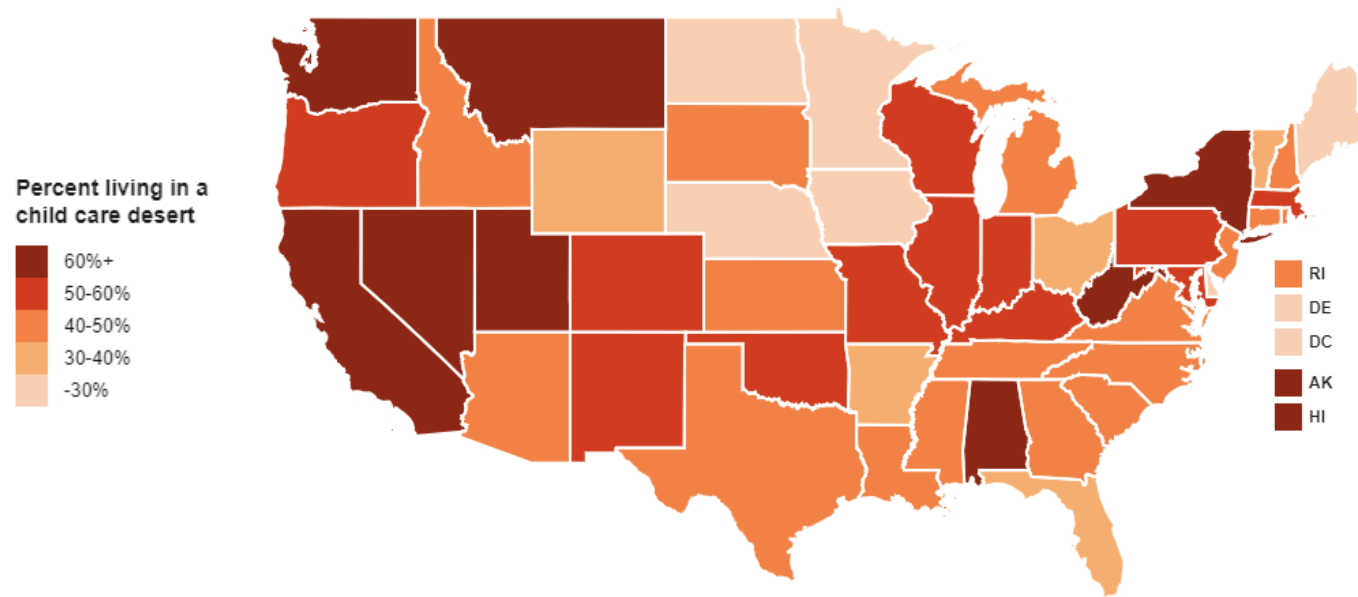 Percent living in a
child care desert
60%+
50-60%
40-50%
30-40%
-30%
RI
DE
DC
AK
HI